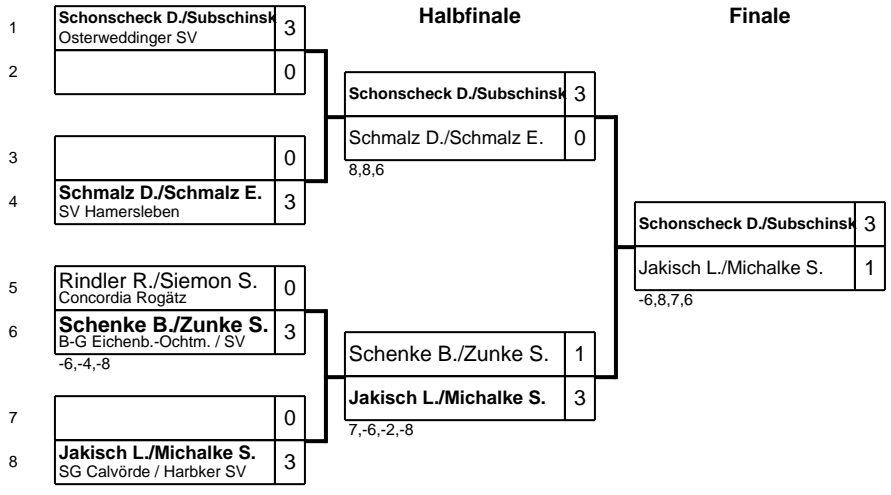 Halbfinale
Finale
1
Schonscheck D./Subschinsk
3
Osterweddinger SV
2
0
3
0
4
Schmalz D./Schmalz E.
3
SV Hamersleben
5
Rindler R./Siemon S.
0
Concordia Rogätz
6
Schenke B./Zunke S.
3
B-G Eichenb.-Ochtm. / SV
-6,-4,-8
7
0
8
Jakisch L./Michalke S.
3
SG Calvörde / Harbker SV
Schonscheck D./Subschinsk
3
Schmalz D./Schmalz E.
0
8,8,6
Schenke B./Zunke S.
1
Jakisch L./Michalke S.
3
7,-6,-2,-8
Schonscheck D./Subschinsk
3
Jakisch L./Michalke S.
1
-6,8,7,6